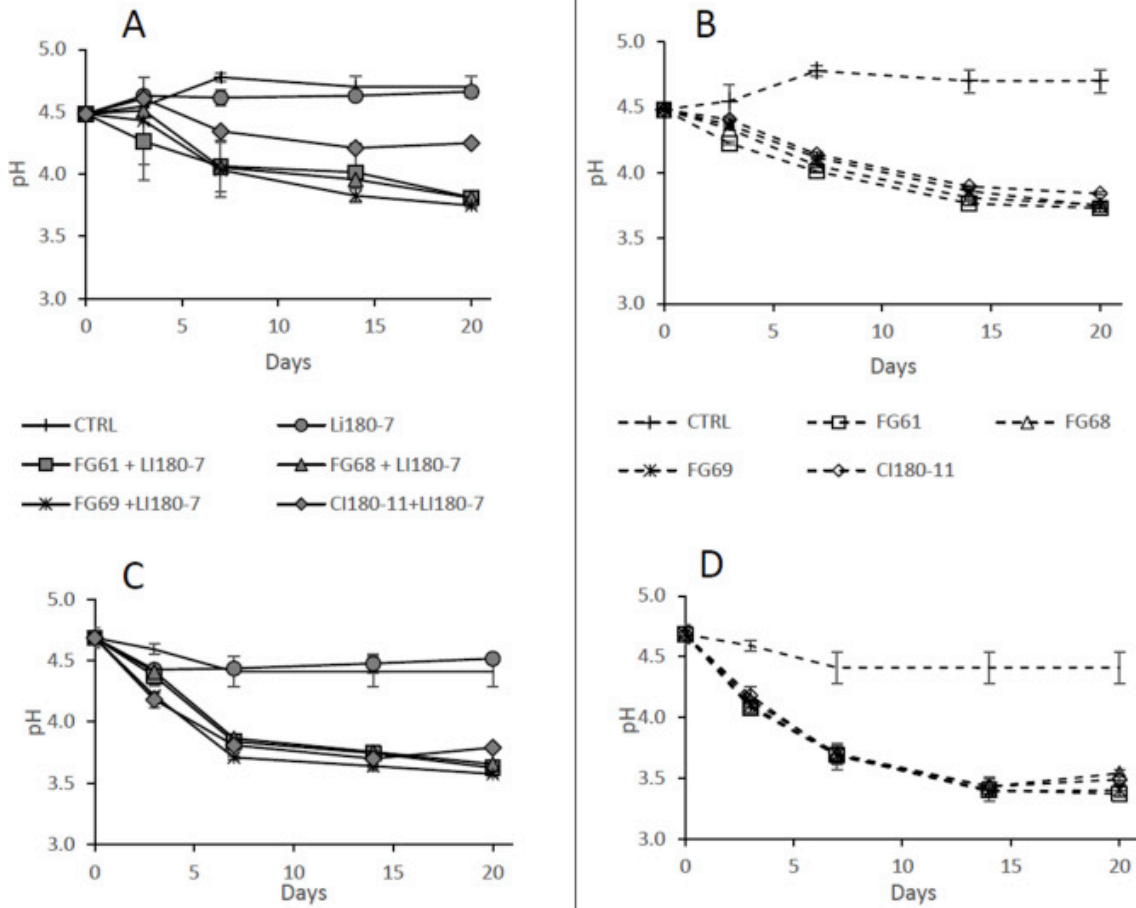 A
5.0
4.5
4.0
3.5
3.0
pH
0 5 10 15 20
Days
CTRL Li180-7
FG61 + LI180-7 FG68 + LI180-7
FG69 +LI180-7 CI180-11+LI180-7
B
5.0
4.5
4.0
3.5
3.0
pH
0 5 10 15 20
Days
CTRL FG61 FG68
FG69 CI180-11
C
5.0
4.5
4.0
3.5
3.0
pH
0 5 10 15 20
Days
D
5.0
4.5
4.0
3.5
3.0
pH
0 5 10 15 20
Days